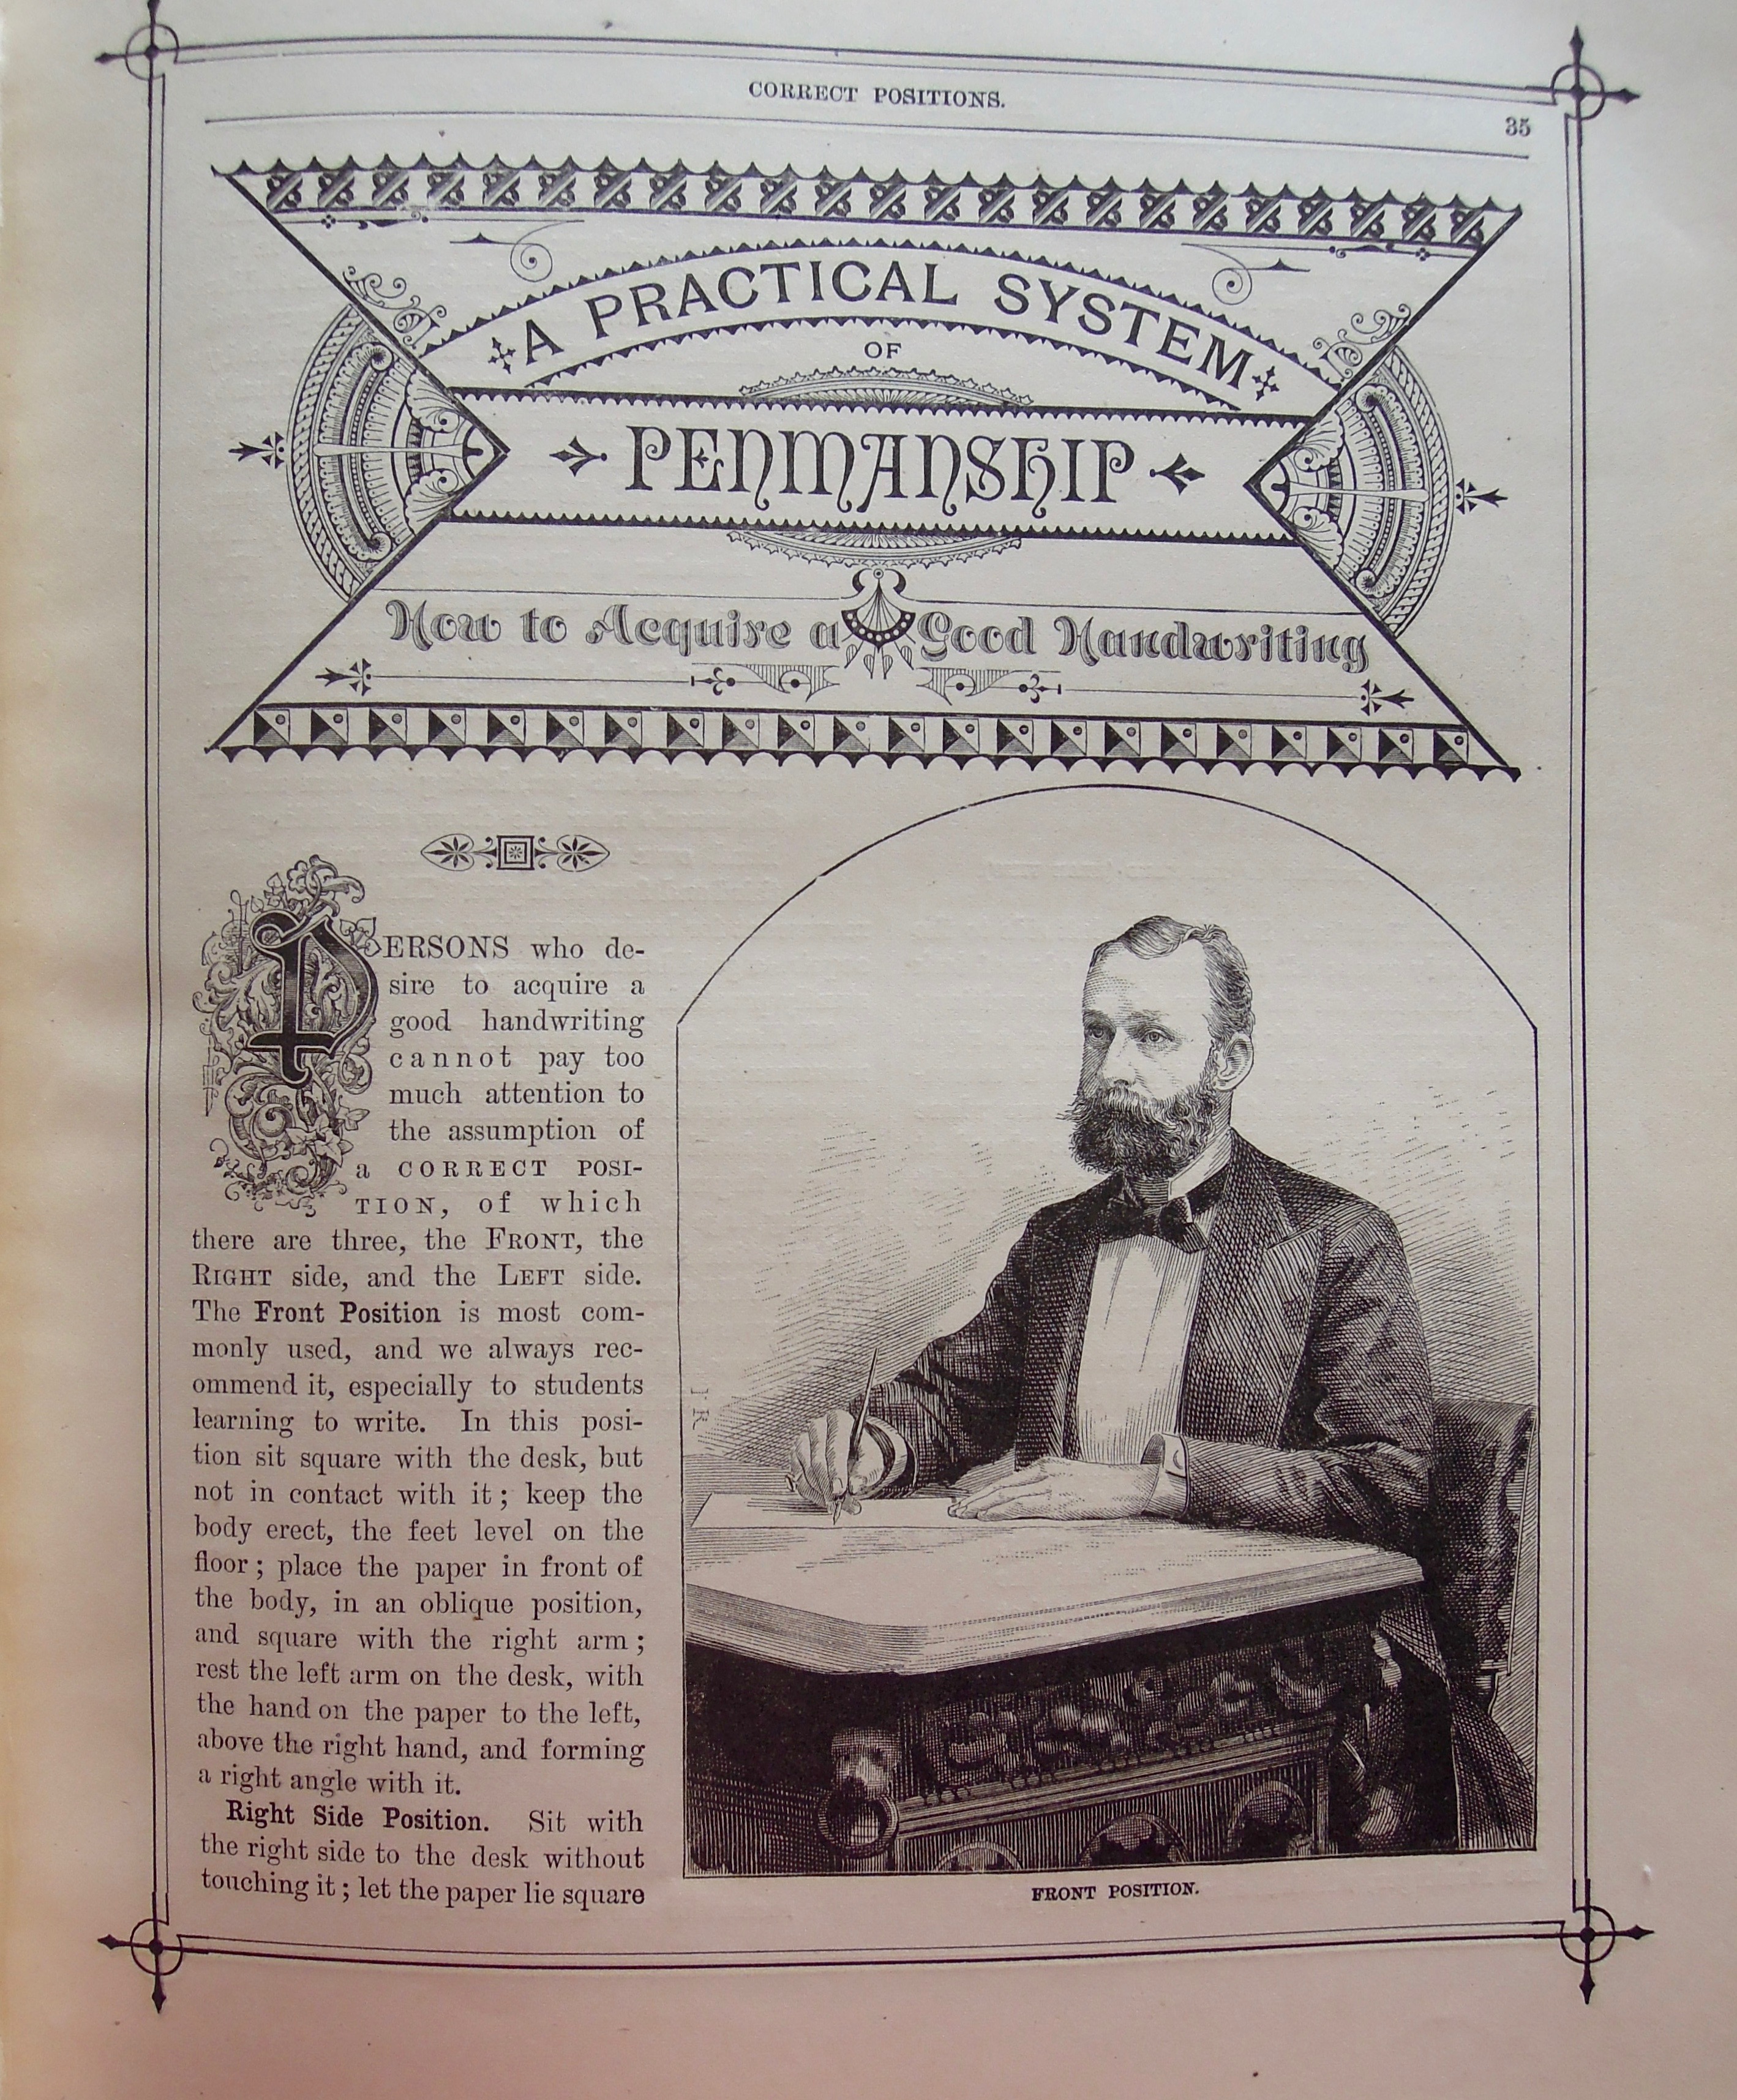 CORRECT POSITIONS.
35
A PRACTICAL SYSTEM
OF
PENMANSHIP
How to Acquire a Good Handwriting
PERSONS who de-
sire to acquire a
good handwriting
cannot pay too
much attention to
the assumption of
a CORRECT POSI-
TION, of which
there are three, the FRONT, the
RIGHT side, and the LEFT side.
The Front Position is most com-
monly used, and we always rec-
ommend it, especially to students
learning to write. In this posi-
tion sit square with the desk, but
not in contact with it; keep the
body erect, the feet level on the
floor; place the paper in front of
the body, in an oblique position,
and square with the right arm;
rest the left arm on the desk, with
the hand on the paper to the left,
above the right hand, and forming
a right angle with it.
Right Side Position. Sit with
the right side to the desk without
touching it; let the paper lie square
FRONT POSITION.